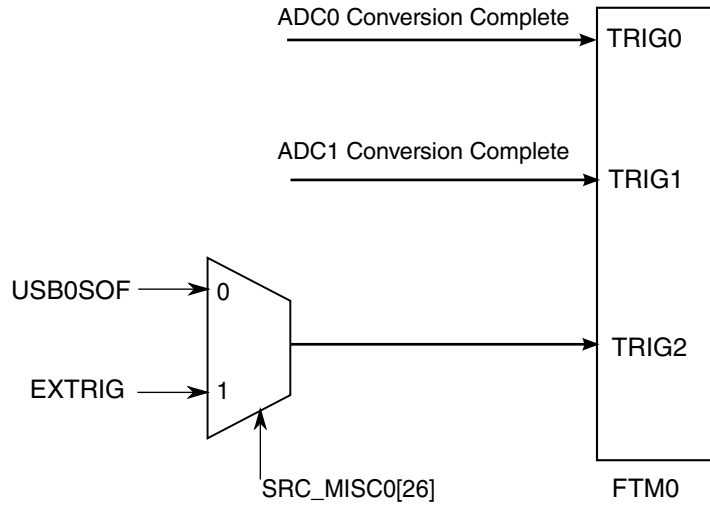 ADC0 Conversion Complete
TRIG0
ADC1 Conversion Complete
TRIG1
USB0SOF
0
TRIG2
EXTRIG
1
SRC_MISC0[26]
FTM0